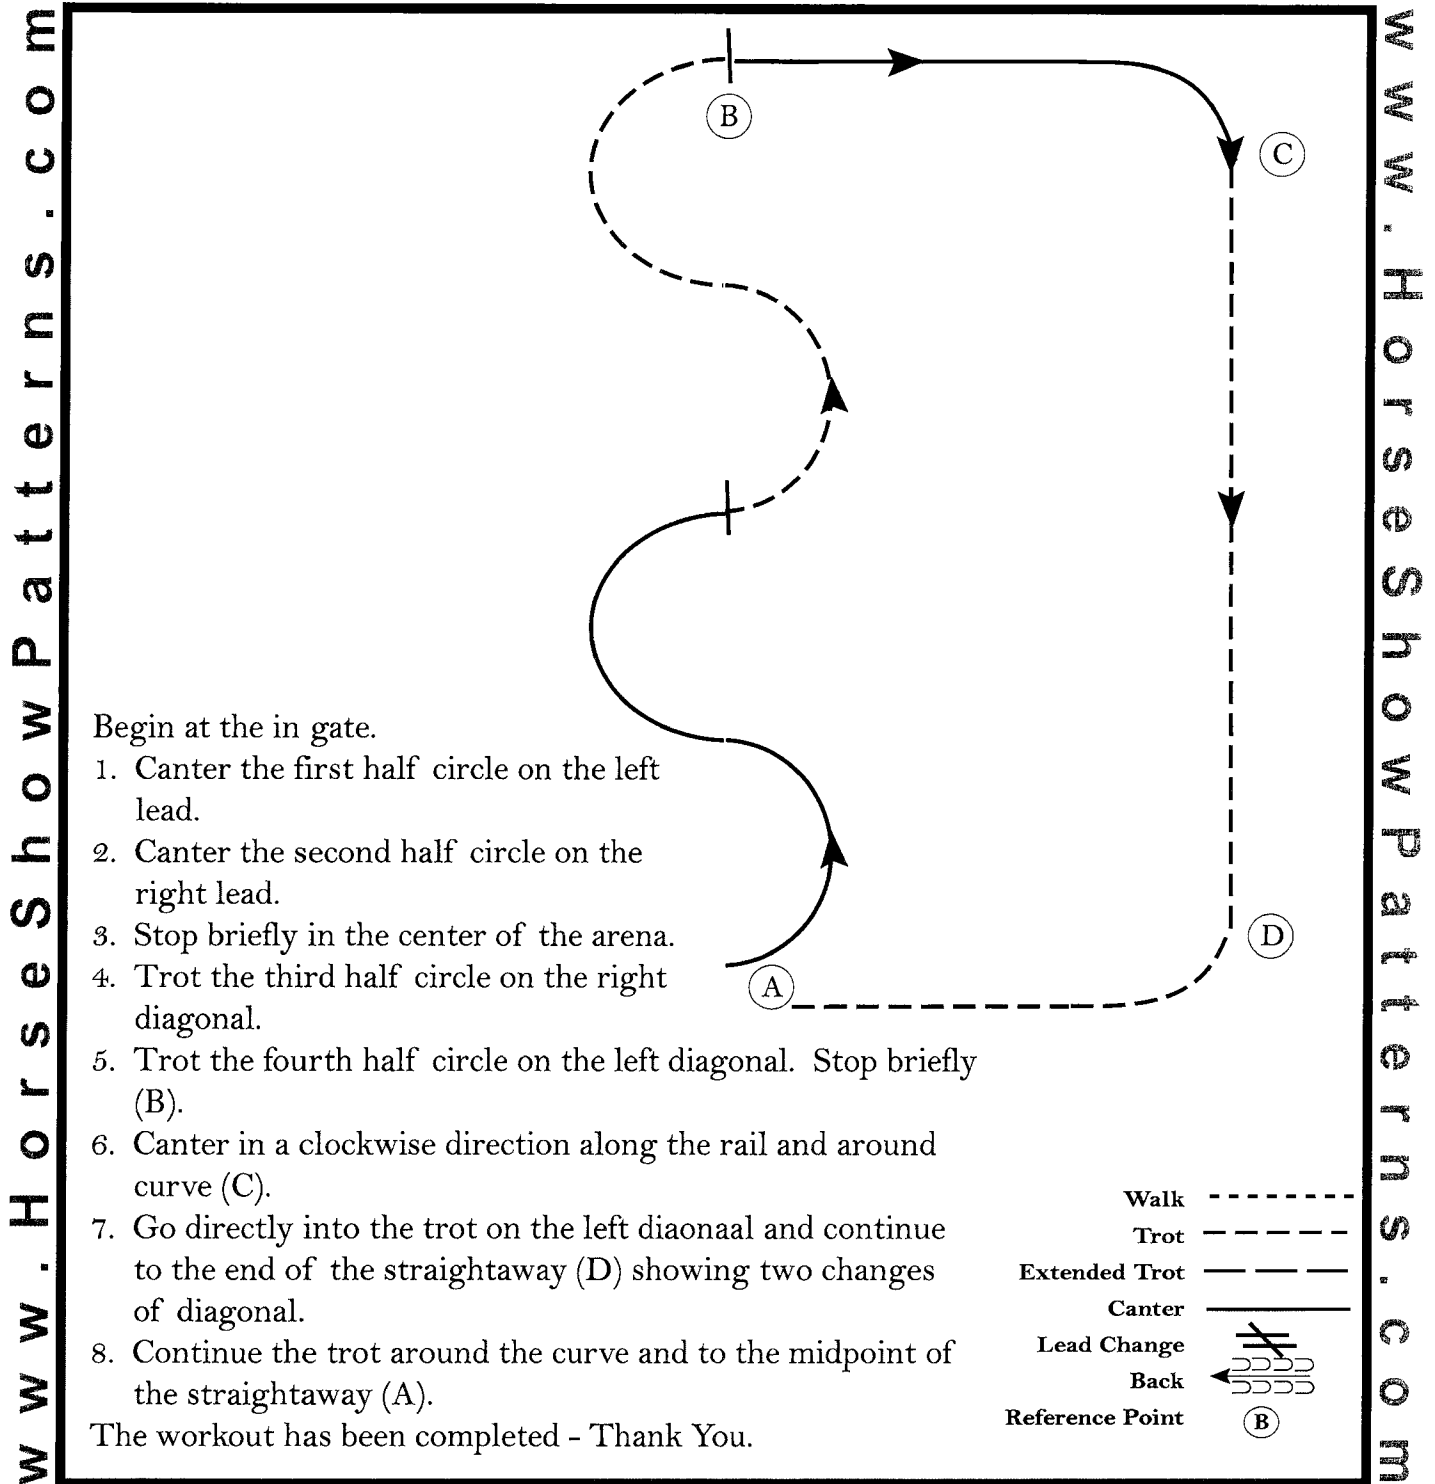 www.HorseShowPatterns.com
www.HorseShowPatterns.com
B
C
Begin at the in gate.
1. Canter the first half circle on the left
lead.
2. Canter the second half circle on the
right lead.
3. Stop briefly in the center of the arena.
4. Trot the third half circle on the right
diagonal.
5. Trot the fourth half circle on the left diagonal. Stop briefly
(B).
6. Canter in a clockwise direction along the rail and around
curve (C).
7. Go directly into the trot on the left diaonaal and continue
to the end of the straightaway (D) showing two changes
of diagonal.
8. Continue the trot around the curve and to the midpoint of
the straightaway (A).
The workout has been completed - Thank You.
D
A
Walk
Trot
Extended Trot
Canter
Lead Change
Back
Reference Point B